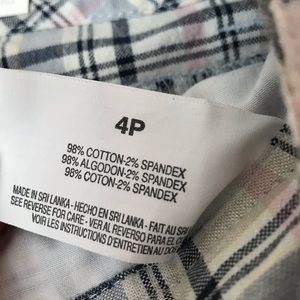 4P
98% COTTON-2% SPANDEX
98% ALGODON-2% SPANDEX
98% COTON-2% SPANDEX
MADE IN SRI LANKA - HECHO EN SRI LANKA - FAIT AU SRI
SEE REVERSE FOR CARE - VER AL REVERSO PARA EL
VOIR LES INSTRUCTIONS D'ENTRETIEN AU DO